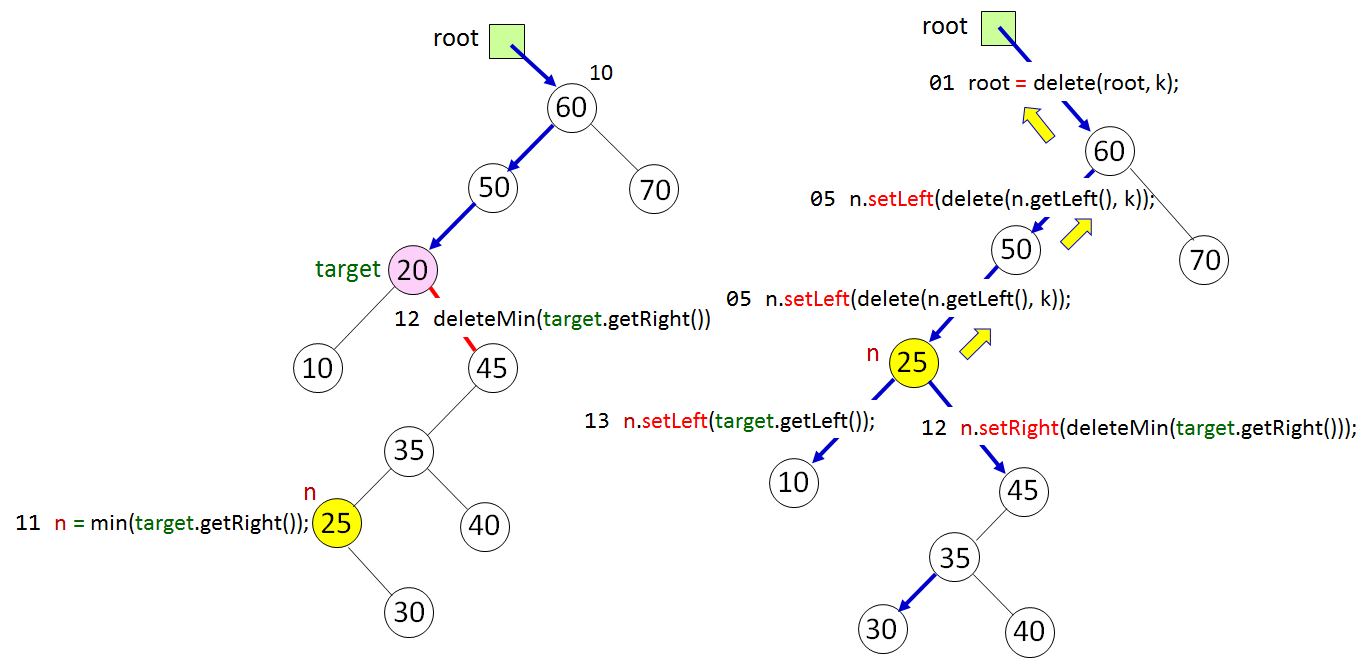 root
10
60
50
70
target
20
12 deleteMin(target.getRight())
10
45
35
n
11 n = min(target.getRight());
25
40
30
root
01 root = delete(root, k);
60
05 n.setLeft(delete(n.getLeft(), k));
50
70
05 n.setLeft(delete(n.getLeft(), k));
n
25
13 n.setLeft(target.getLeft());
12 n.setRight(deleteMin(target.getRight()));
10
45
35
30
40